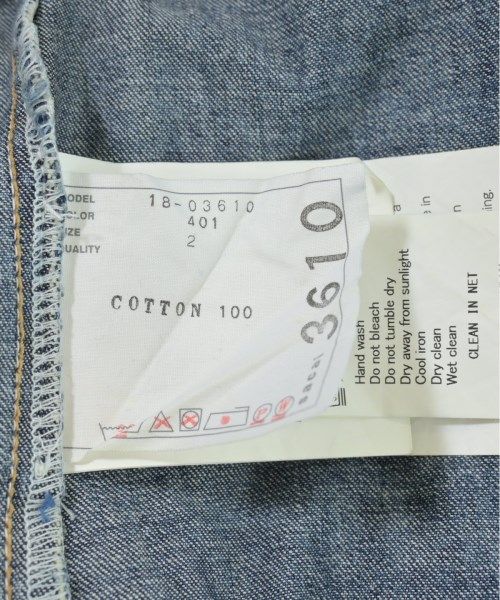 MODEL 18-03610
COLOR 401
SIZE 2
QUALITY
COTTON 100
3610
sacai
Hand wash
Do not bleach
Do not tumble dry
Dry away from sunlight
Cool iron
Dry clean
Wet clean
CLEAN IN NET
in